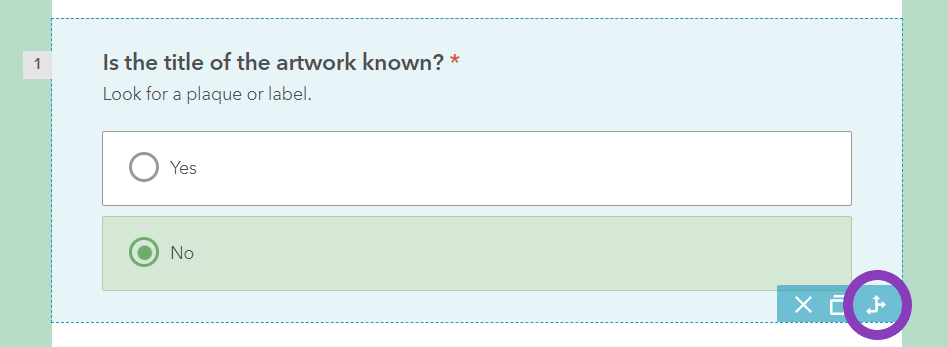 1
Is the title of the artwork known? *
Look for a plaque or label.
Yes
No